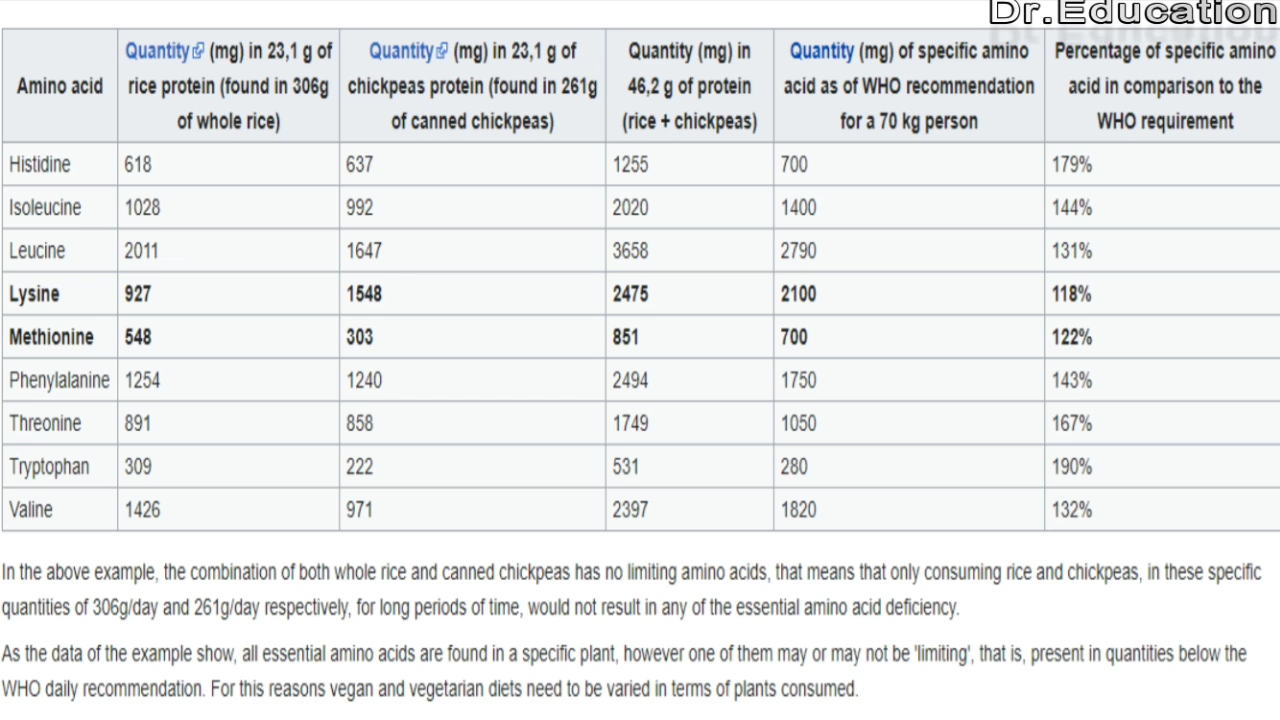 Dr.Education
Amino acid
Quantity (mg) in 23,1 g of
rice protein (found in 306g
of whole rice)
Quantity (mg) in 23,1 g of
chickpeas protein (found in 261g
of canned chickpeas)
Quantity (mg) in
46,2 g of protein
(rice + chickpeas)
Quantity (mg) of specific amino
acid as of WHO recommendation
for a 70 kg person
Percentage of specific amino
acid in comparison to the
WHO requirement
Histidine 618 637 1255 700 179%
Isoleucine 1028 992 2020 1400 144%
Leucine 2011 1647 3658 2790 131%
Lysine 927 1548 2475 2100 118%
Methionine 548 303 851 700 122%
Phenylalanine 1254 1240 2494 1750 143%
Threonine 891 858 1749 1050 167%
Tryptophan 309 222 531 280 190%
Valine 1426 971 2397 1820 132%
In the above example, the combination of both whole rice and canned chickpeas has no limiting amino acids, that means that only consuming rice and chickpeas, in these specific
quantities of 306g/day and 261g/day respectively, for long periods of time, would not result in any of the essential amino acid deficiency.
As the data of the example show, all essential amino acids are found in a specific plant, however one of them may or may not be 'limiting', that is, present in quantities below the
WHO daily recommendation. For this reasons vegan and vegetarian diets need to be varied in terms of plants consumed.